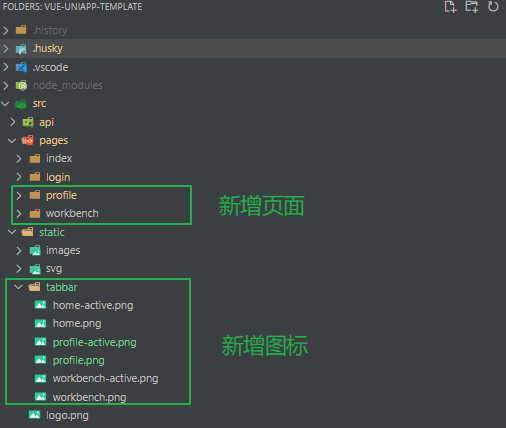 FOLDERS: VUE-UNIAPP-TEMPLATE
.history
.husky
.vscode
node_modules
src
api
pages
index
login
profile
workbench
新增页面
static
images
svg
tabbar
home-active.png
home.png
profile-active.png
新增图标
profile.png
workbench-active.png
workbench.png
logo.png